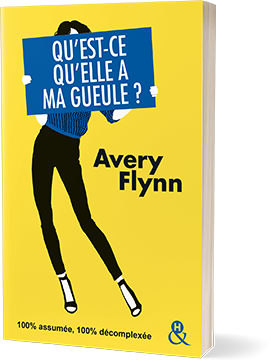 QU'EST-CE
QU'ELLE A
MA GUEULE ?
Avery
Flynn
100% assumée, 100% décomplexée
H
&